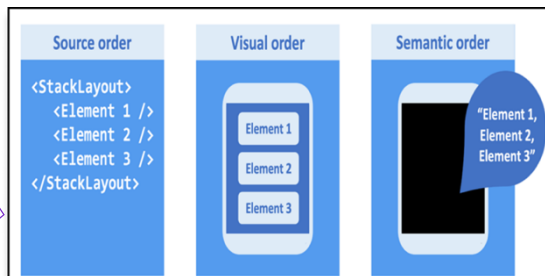 Source order
<StackLayout>
<Element 1 />
<Element 2 />
<Element 3 />
</StackLayout>
Visual order
Element 1
Element 2
Element 3
Semantic order
“Element 1,
Element 2,
Element 3”